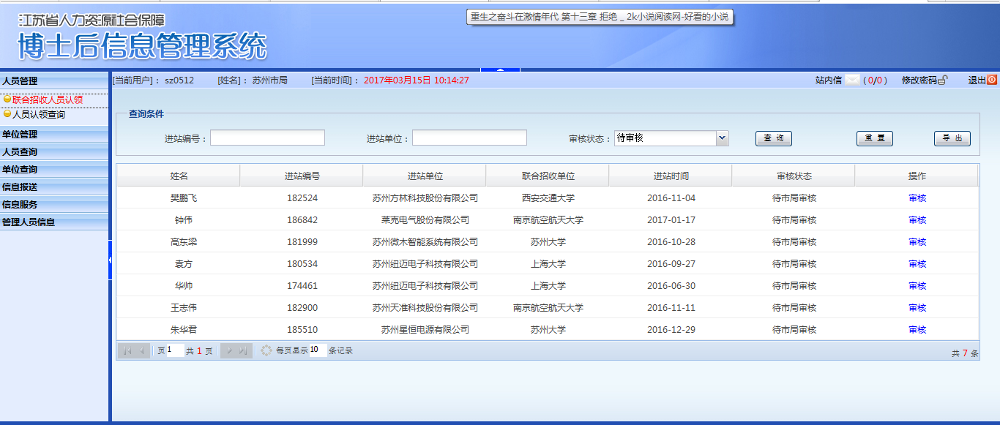 江苏省人力资源社会保障
博士后信息管理系统
重生之奋斗在激情年代 第十三章 拒绝 _ 2k小说阅读网-好看的小说
[当前用户]： sz0512 [姓名]： 苏州市局 [当前时间]： 2017年03月15日 10:14:27 站内信 ( 0/0 ) 修改密码 退出
人员管理
联合招收人员认领
人员认领查询
单位管理
人员查询
单位查询
信息报送
信息服务
管理人员信息
查询条件
进站编号： 进站单位： 审核状态： 待审核 查 询 重 置 导 出
姓名 进站编号 进站单位 联合招收单位 进站时间 审核状态 操作
樊鹏飞 182524 苏州方林科技股份有限公司 西安交通大学 2016-11-04 待市局审核 审核
钟伟 186842 莱克电气股份有限公司 南京航空航天大学 2017-01-17 待市局审核 审核
高东梁 181999 苏州微木智能系统有限公司 苏州大学 2016-10-28 待市局审核 审核
袁方 180534 苏州纽迈电子科技有限公司 上海大学 2016-09-27 待市局审核 审核
华帅 174461 苏州纽迈电子科技有限公司 上海大学 2016-06-30 待市局审核 审核
王志伟 182900 苏州天准科技股份有限公司 南京航空航天大学 2016-11-11 待市局审核 审核
朱华君 185510 苏州星恒电源有限公司 苏州大学 2016-12-29 待市局审核 审核
页 1 共 1 页 每页显示 10 条记录 共 7 条